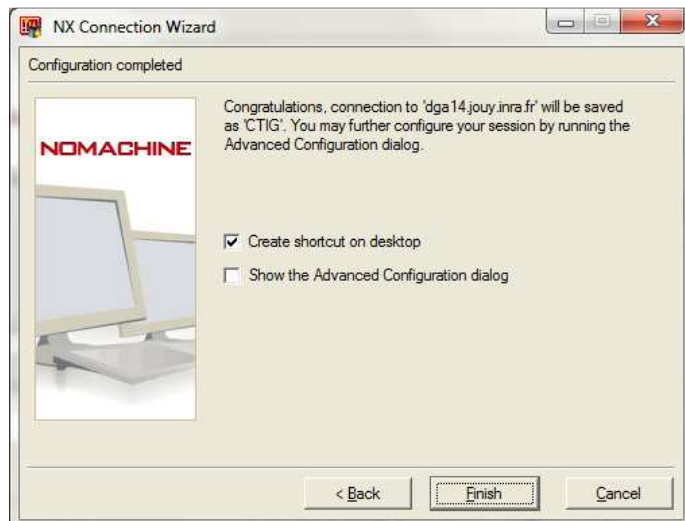 NX Connection Wizard
Configuration completed
NOMACHINE
Congratulations, connection to 'dga14.jouy.inra.fr' will be saved
as 'CTIG'. You may further configure your session by running the
Advanced Configuration dialog.
Create shortcut on desktop
Show the Advanced Configuration dialog
< Back
Finish
Cancel